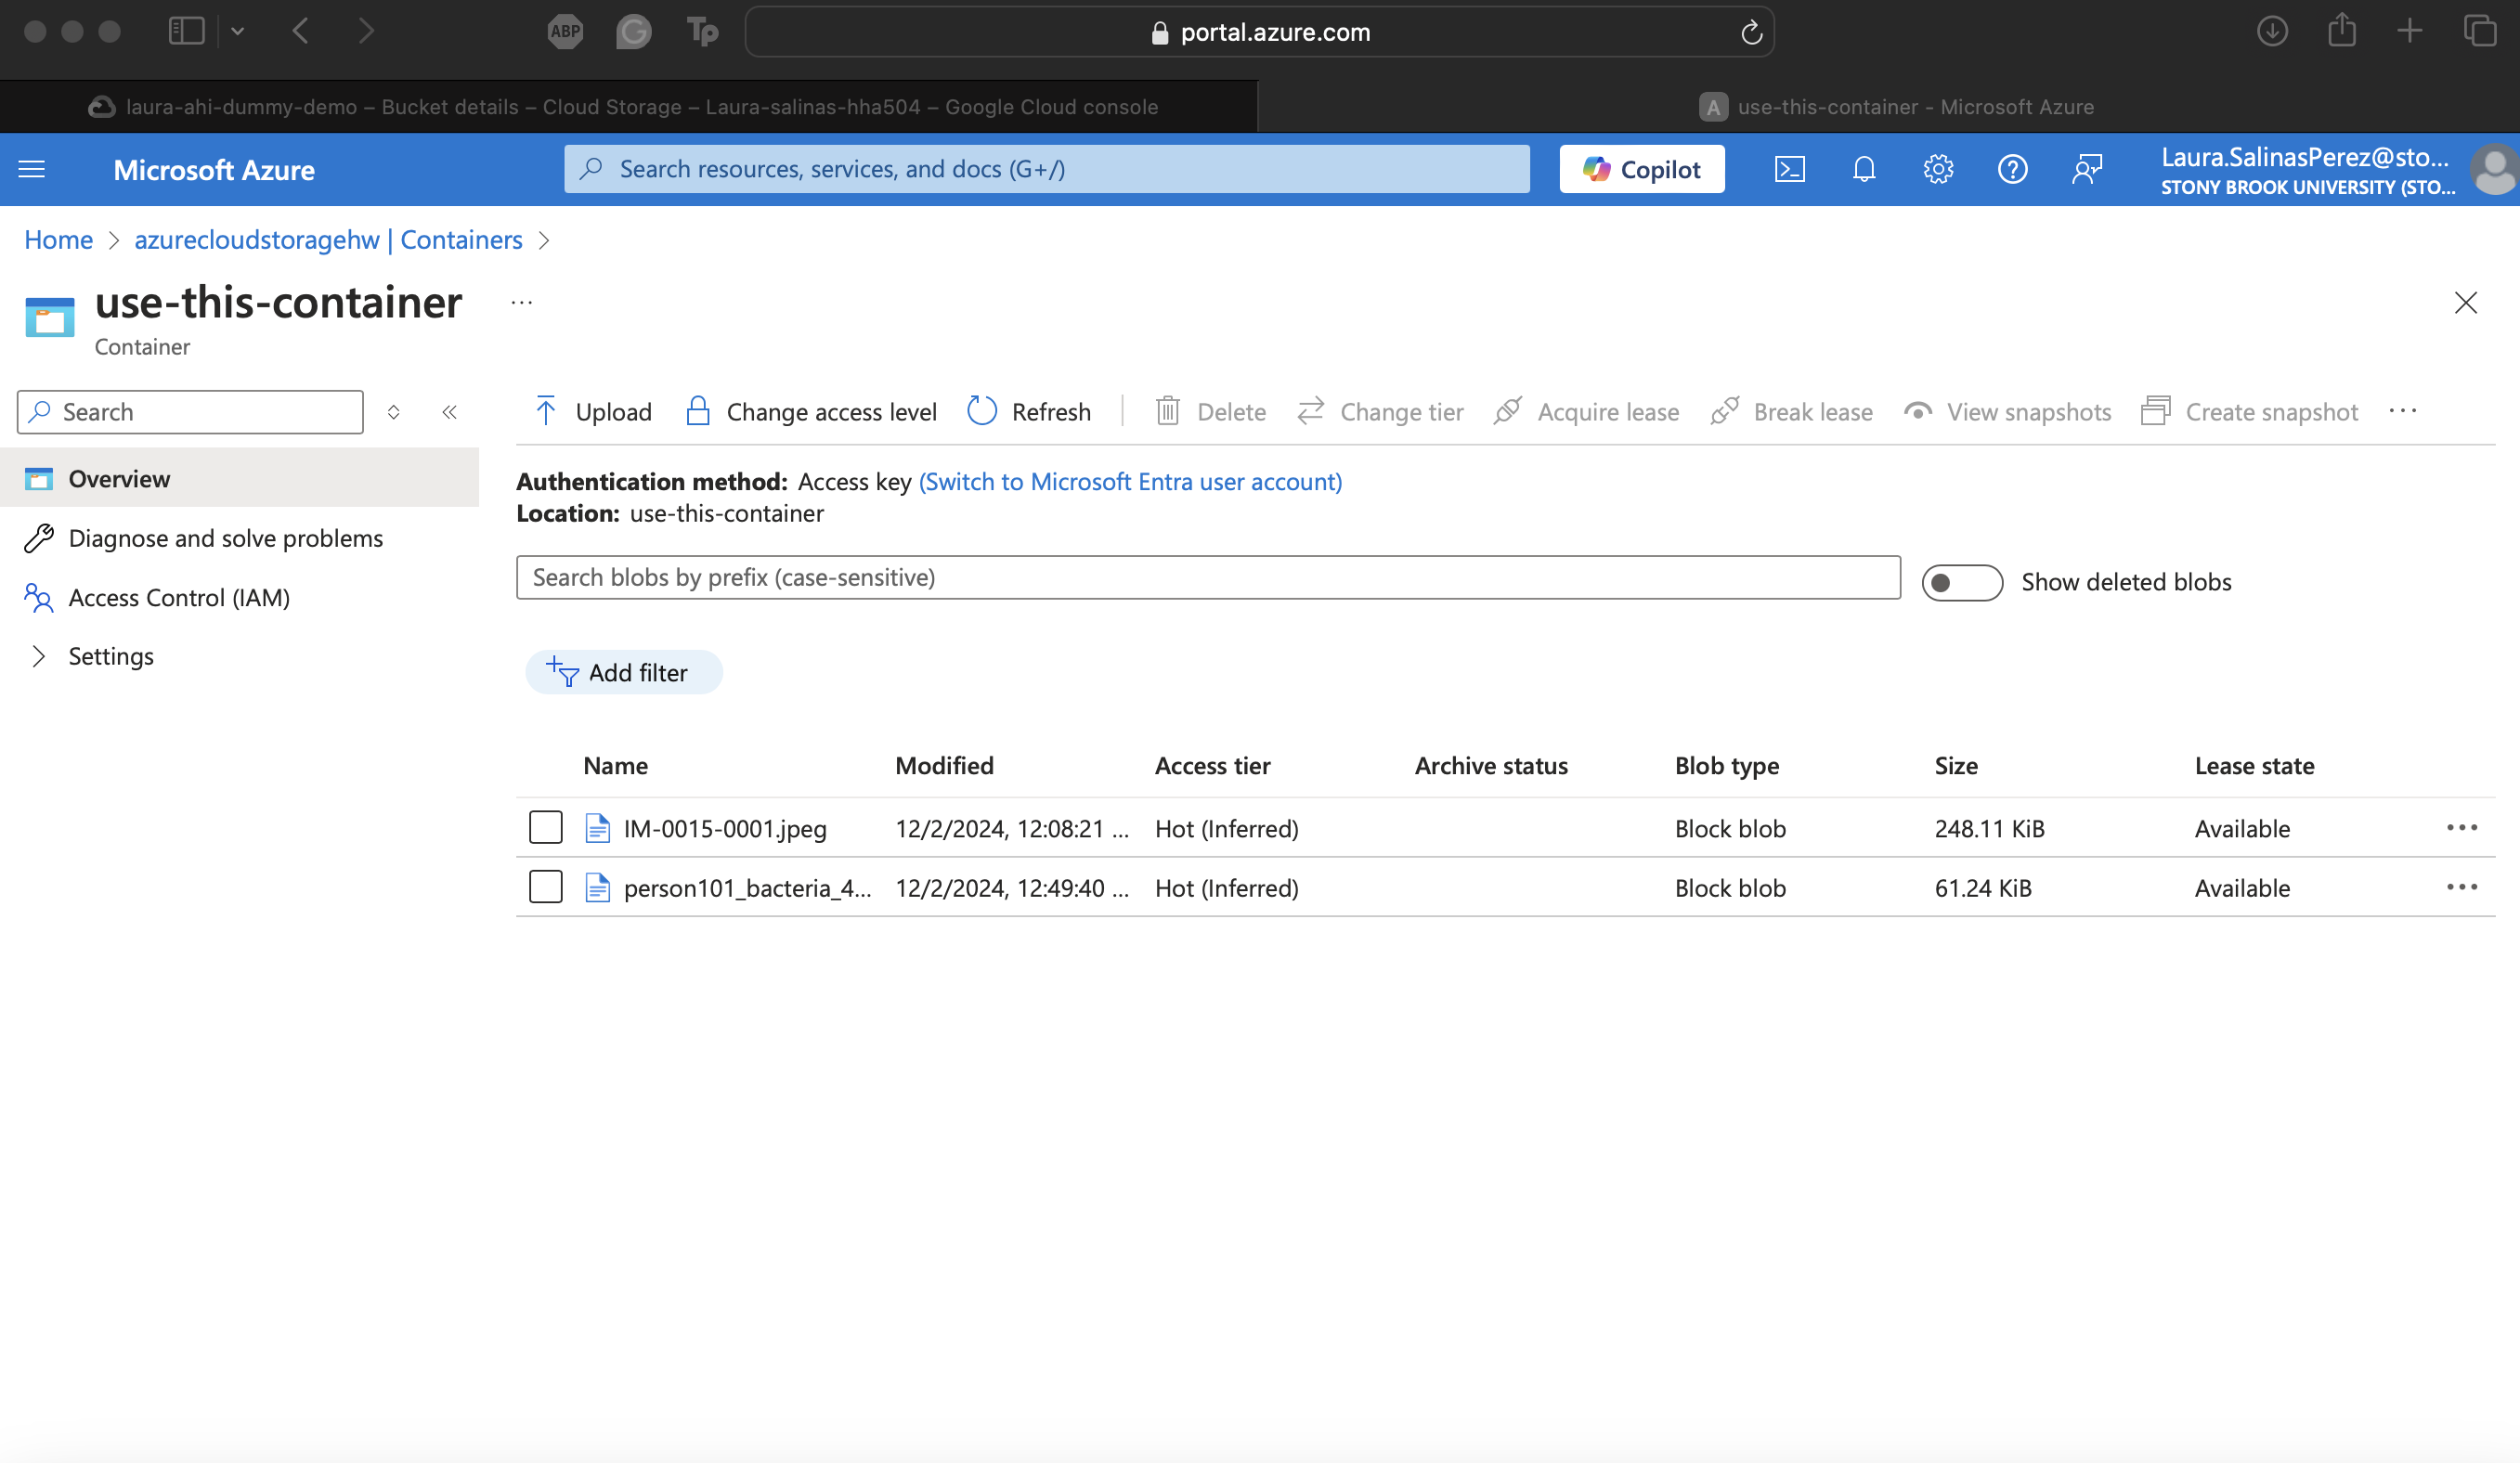 ABP
G
Tp
portal.azure.com
laura-ahi-dummy-demo – Bucket details – Cloud Storage – Laura-salinas-hha504 – Google Cloud console
A use-this-container - Microsoft Azure
Microsoft Azure
Search resources, services, and docs (G+/)
Copilot
Laura.SalinasPerez@sto...
STONY BROOK UNIVERSITY (STO...
Home > azurecloudstoragehw | Containers >
use-this-container ...
Container
Search
Upload
Change access level
Refresh
Delete
Change tier
Acquire lease
Break lease
View snapshots
Create snapshot
...
Overview
Diagnose and solve problems
Access Control (IAM)
Settings
Authentication method: Access key (Switch to Microsoft Entra user account)
Location: use-this-container
Search blobs by prefix (case-sensitive)
Show deleted blobs
Add filter
Name Modified Access tier Archive status Blob type Size Lease state
IM-0015-0001.jpeg 12/2/2024, 12:08:21 ... Hot (Inferred) Block blob 248.11 KiB Available ...
person101_bacteria_4... 12/2/2024, 12:49:40 ... Hot (Inferred) Block blob 61.24 KiB Available ...